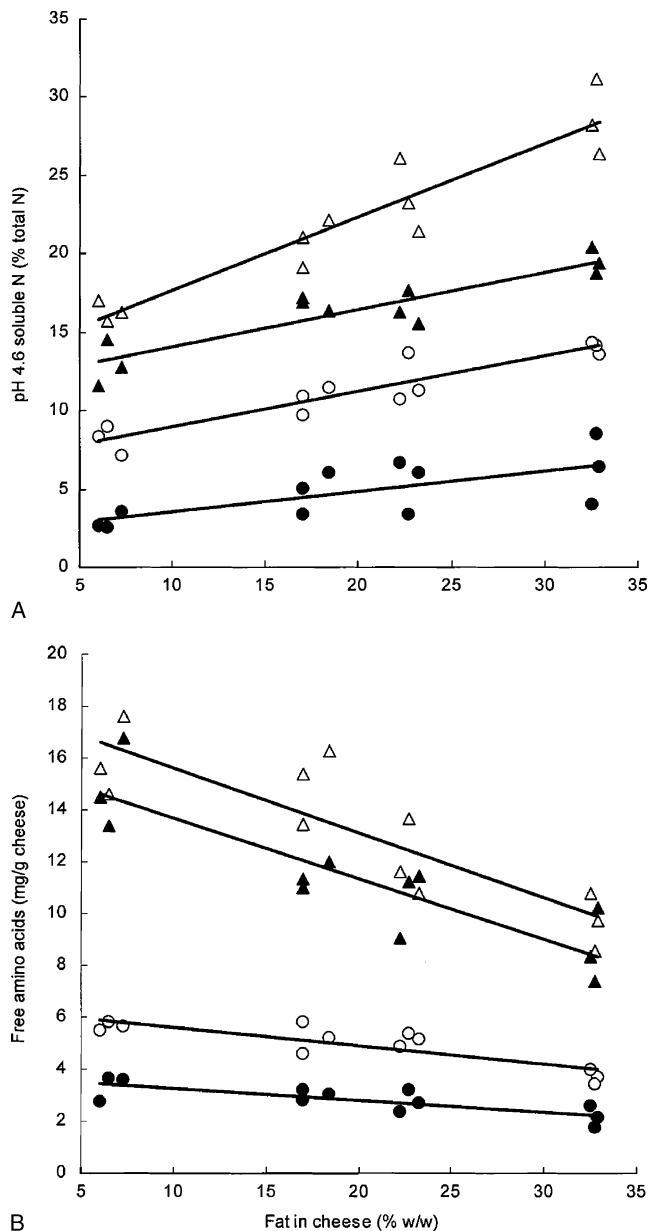 35
30
25
20
15
10
5
0
pH 4.6 soluble N (% total N)
5 10 15 20 25 30 35
A
20
18
16
14
12
10
8
6
4
2
0
Free amino acids (mg/g cheese)
5 10 15 20 25 30 35
Fat in cheese (% w/w)
B